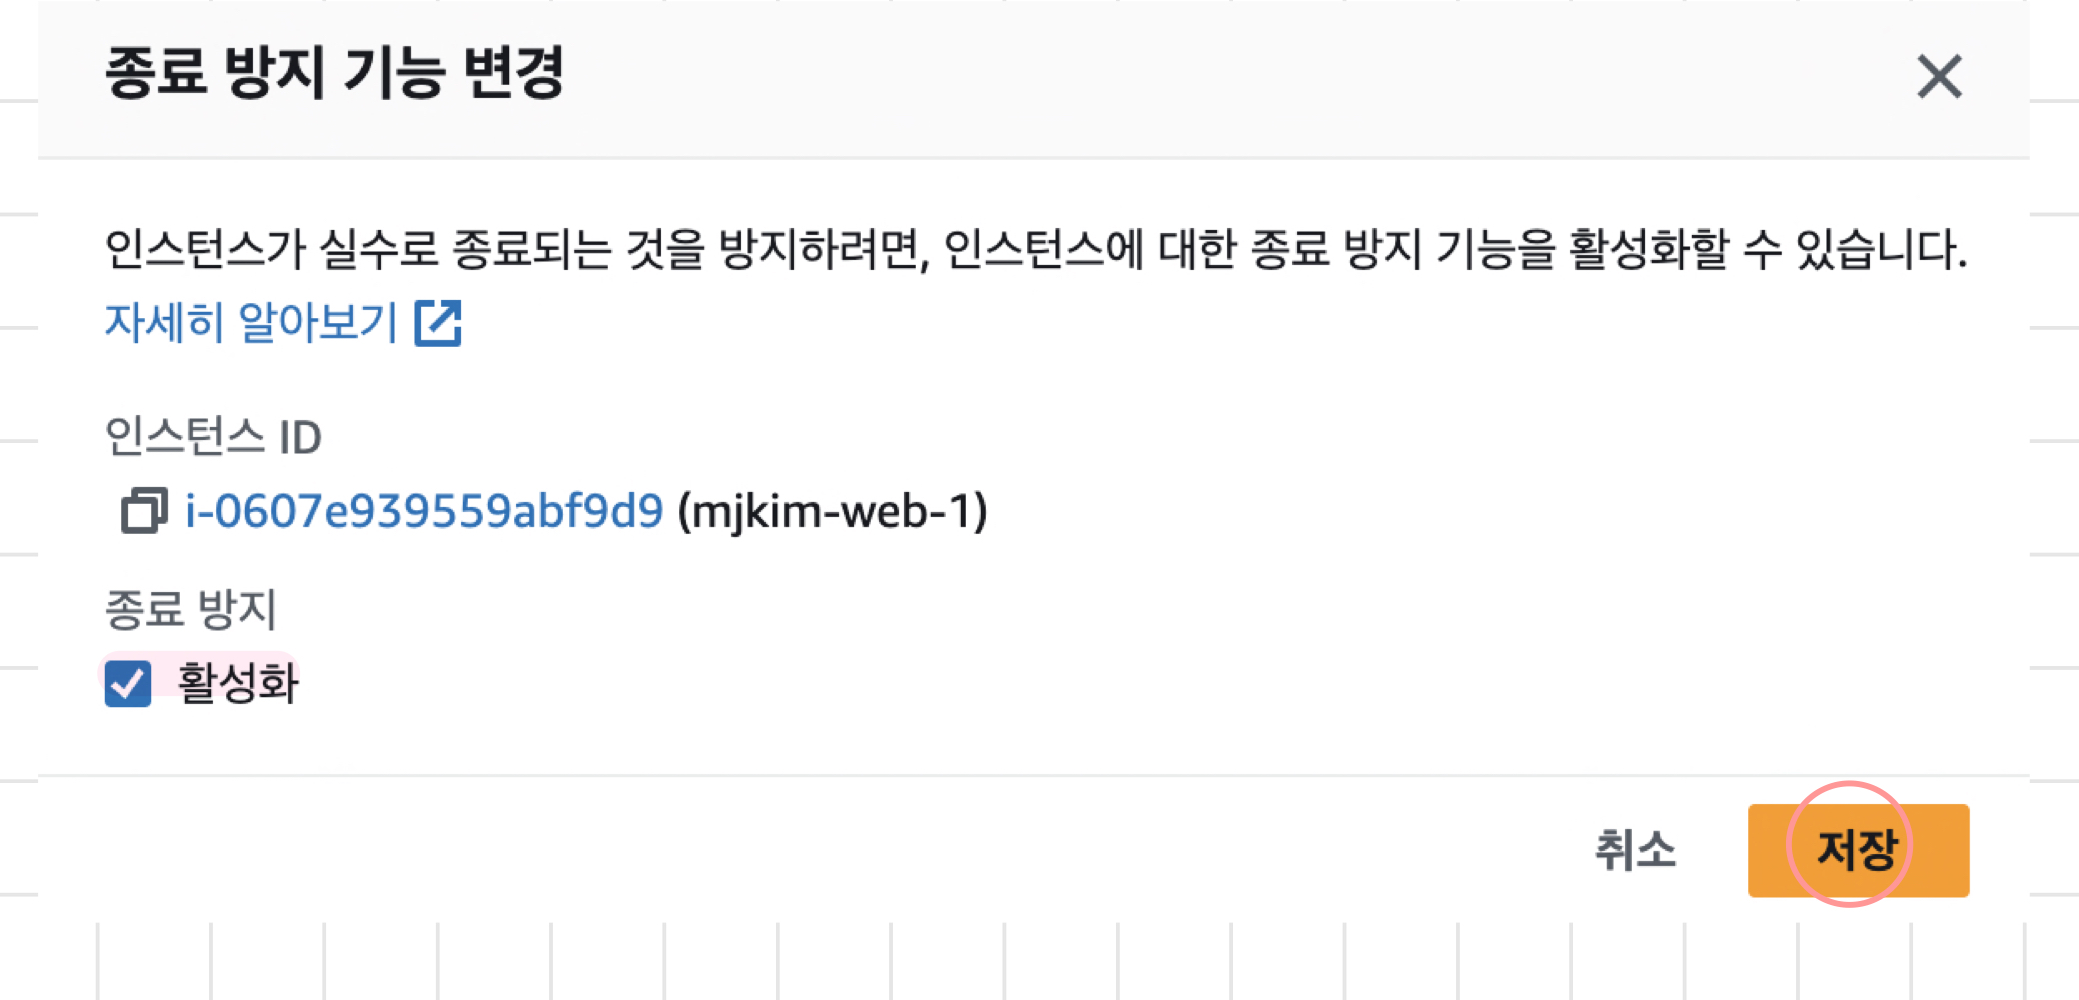 종료 방지 기능 변경
인스턴스가 실수로 종료되는 것을 방지하려면, 인스턴스에 대한 종료 방지 기능을 활성화할 수 있습니다.
자세히 알아보기
인스턴스 ID
i-0607e939559abf9d9 (mjkim-web-1)
종료 방지
활성화
취소 저장